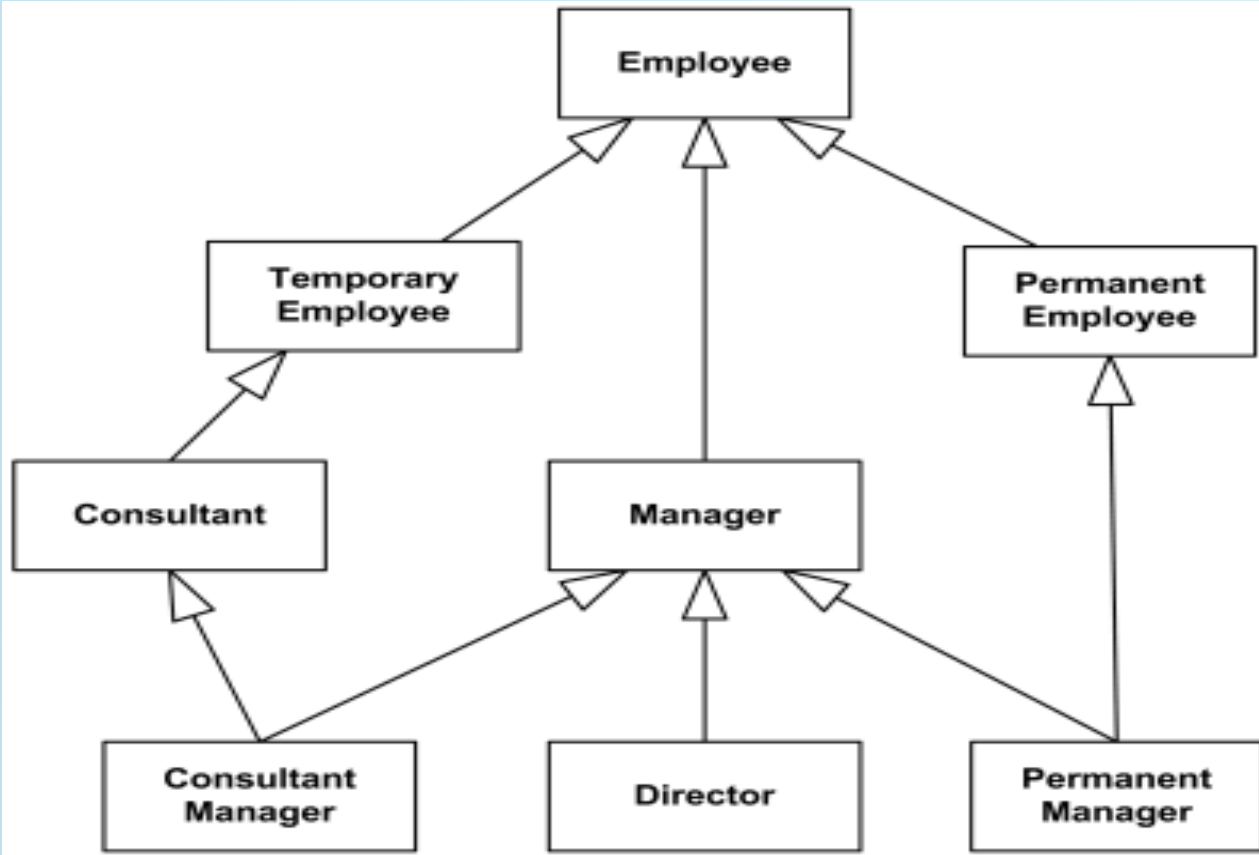 Employee
Temporary
Employee
Permanent
Employee
Consultant
Manager
Consultant
Manager
Director
Permanent
Manager